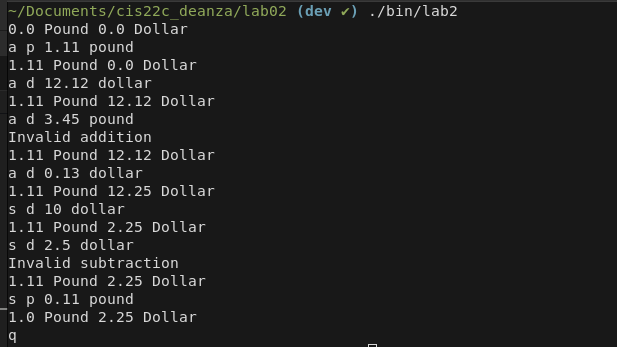 ~/Documents/cis22c_deanza/lab02 (dev ✔) ./bin/lab2
0.0 Pound 0.0 Dollar
a p 1.11 pound
1.11 Pound 0.0 Dollar
a d 12.12 dollar
1.11 Pound 12.12 Dollar
a d 3.45 pound
Invalid addition
1.11 Pound 12.12 Dollar
a d 0.13 dollar
1.11 Pound 12.25 Dollar
s d 10 dollar
1.11 Pound 2.25 Dollar
s d 2.5 dollar
Invalid subtraction
1.11 Pound 2.25 Dollar
s p 0.11 pound
1.0 Pound 2.25 Dollar
q